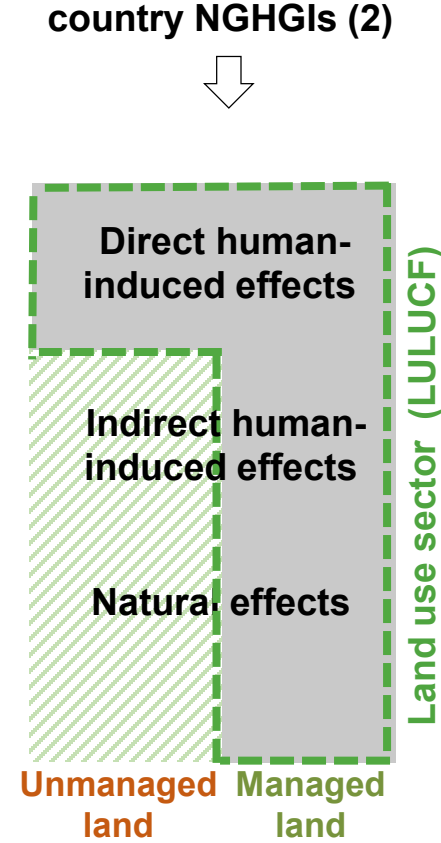 country NGHGIs (2)
Direct human-
induced effects
Indirect human-
induced effects
Natural effects
Land use sector (LULUCF)
Unmanaged
land
Managed
land